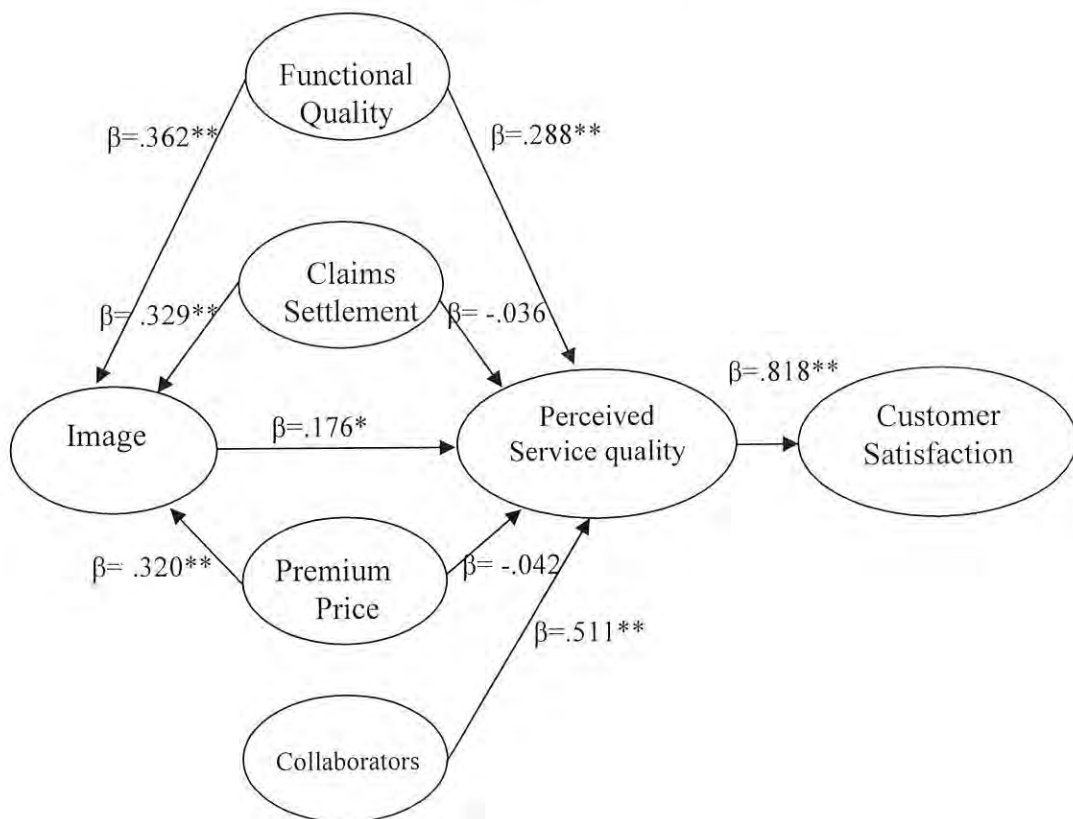 Functional
Quality
β=.362**
β=.288**
Claims
Settlement
β= .329**
β= -.036
β=.818**
Image
β=.176*
Perceived
Service quality
Customer
Satisfaction
β= .320**
Premium
Price
β= -.042
β=.511**
Collaborators